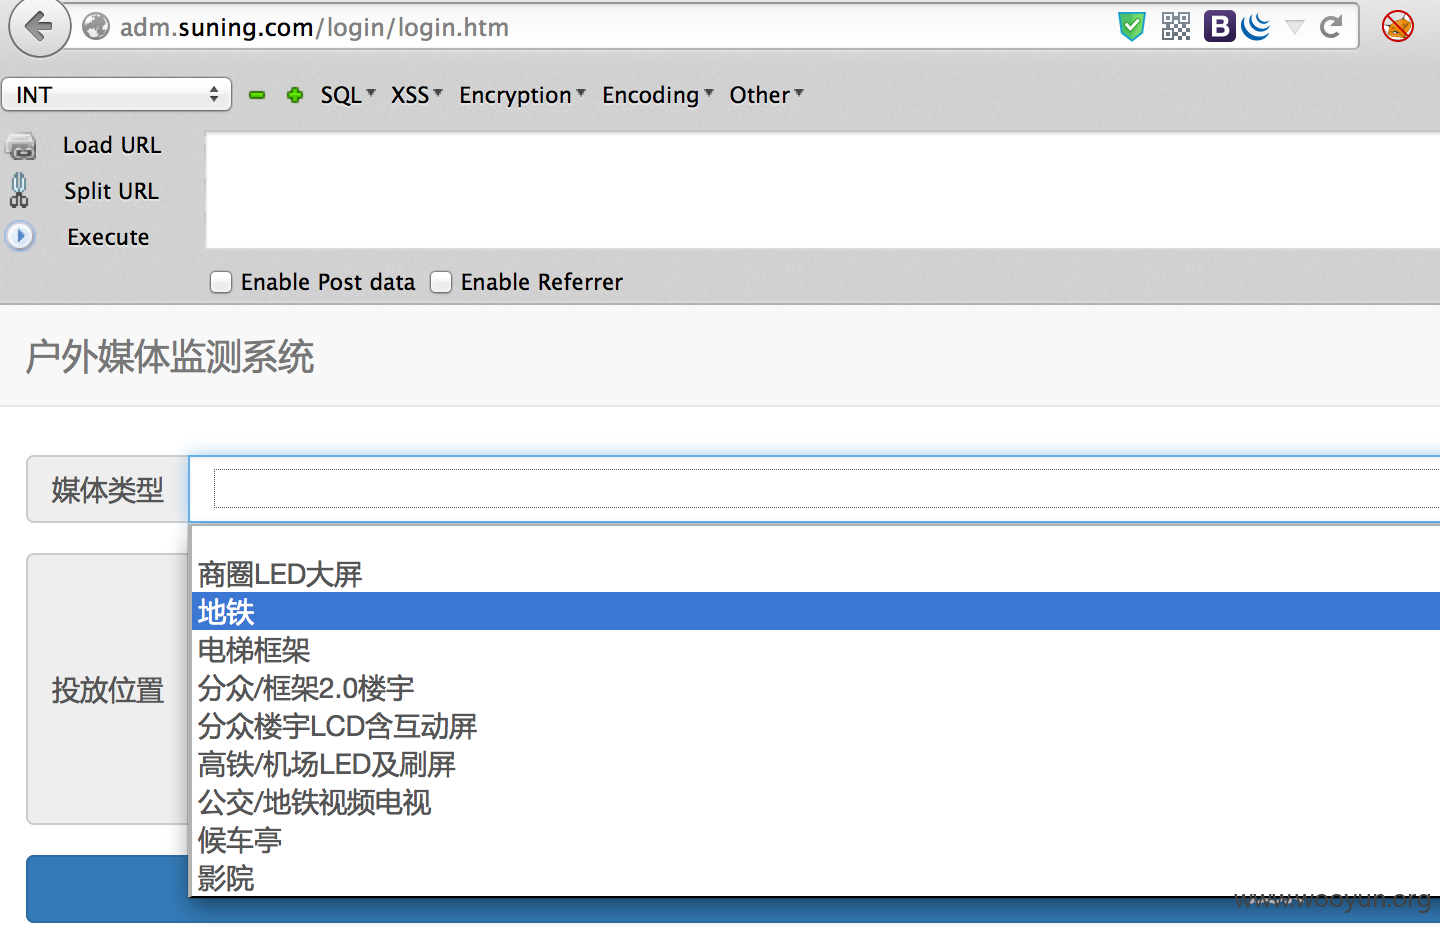 adm.suning.com/login/login.htm
B
INT
SQL XSS Encryption Encoding Other
Load URL
Split URL
Execute
Enable Post data Enable Referrer
户外媒体监测系统
媒体类型
商圈LED大屏
地铁
电梯框架
分众/框架2.0楼宇
投放位置
分众楼宇LCD含互动屏
高铁/机场LED及刷屏
公交/地铁视频电视
候车亭
影院
www.wooyun.org